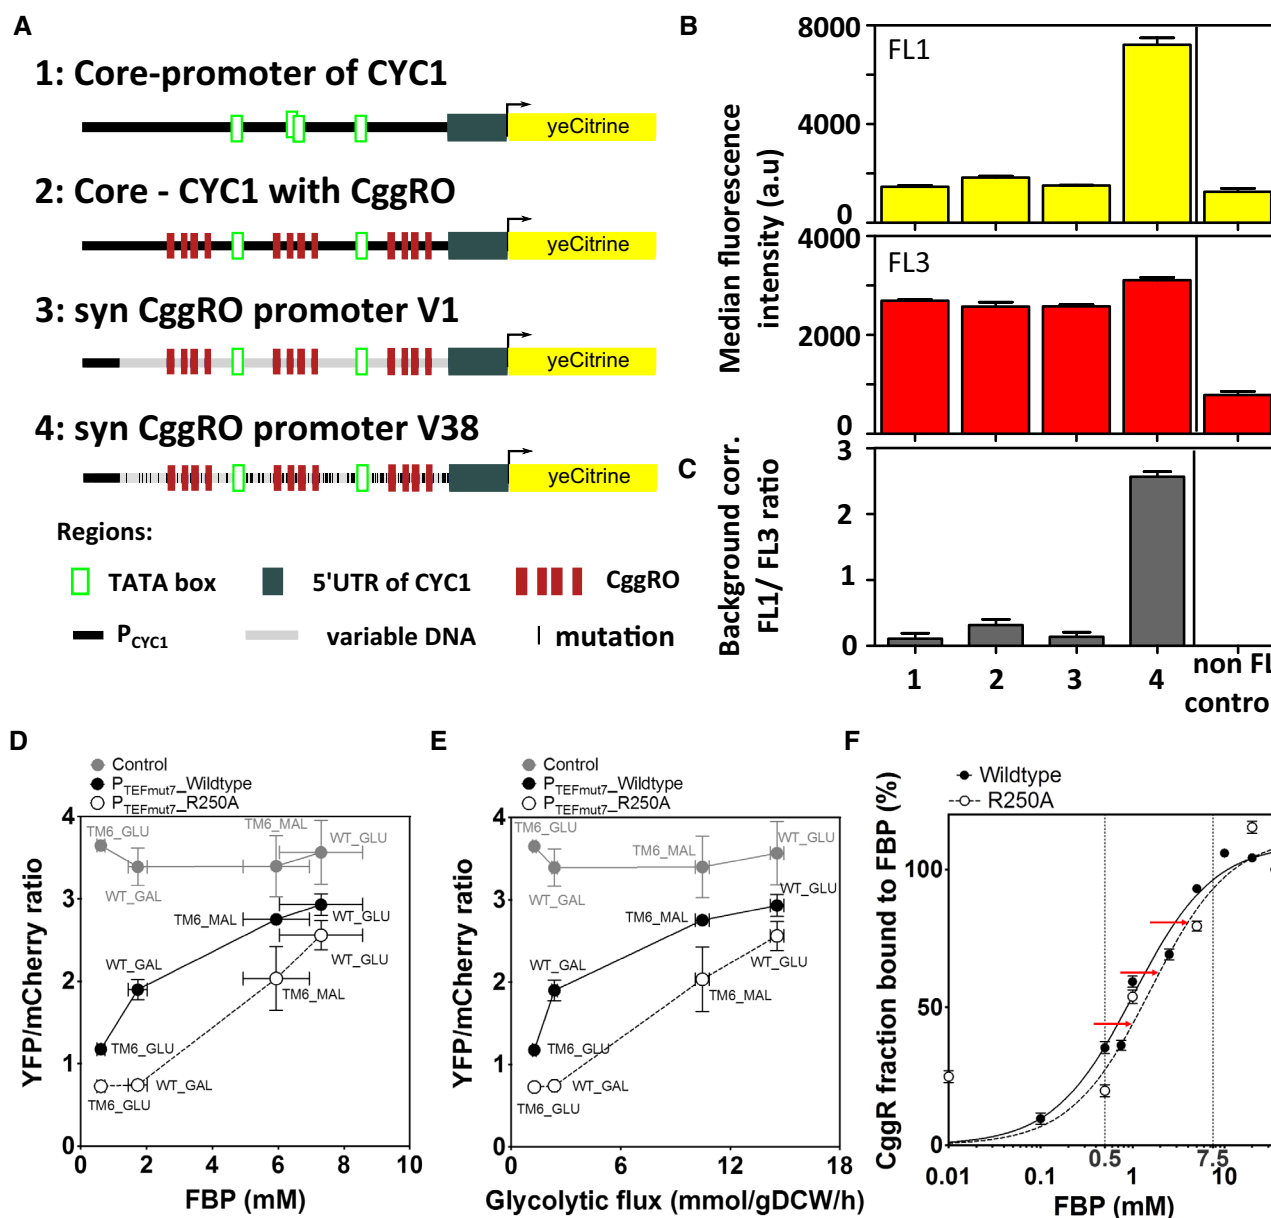 A
1: Core-promoter of CYC1
yeCitrine
2: Core - CYC1 with CggRO
yeCitrine
3: syn CggRO promoter V1
yeCitrine
4: syn CggRO promoter V38
yeCitrine
Regions:
TATA box
5'UTR of CYC1
CggRO
PCYC1
variable DNA
mutation
B
Median fluorescence
intensity (a.u)
FL1
8000
4000
0
FL3
4000
2000
0
C
Background corr.
FL1/ FL3 ratio
3
2
1
0
1
2
3
4
non FL
contro
D
Control
PTEFmut7_Wildtype
PTEFmut7_R250A
YFP/mCherry ratio
4
3
2
1
0
TM6_GLU
WT_GAL
TM6_MAL
WT_GLU
TM6_MAL
WT_GLU
WT_GAL
TM6_MAL
TM6_GLU
WT_GAL
TM6_GLU
0
2
4
6
8
10
FBP (mM)
E
Control
PTEFmut7_Wildtype
PTEFmut7_R250A
YFP/mCherry ratio
4
3
2
1
0
TM6_GLU
WT_GAL
TM6_MAL
WT_GLU
TM6_MAL
WT_GLU
WT_GAL
TM6_MAL
TM6_GLU
WT_GAL
TM6_GLU
0
6
12
18
Glycolytic flux (mmol/gDCW/h)
F
Wildtype
R250A
CggR fraction bound to FBP (%)
100
50
0
0.01
0.1
0.5
1
7.5
10
FBP (mM)